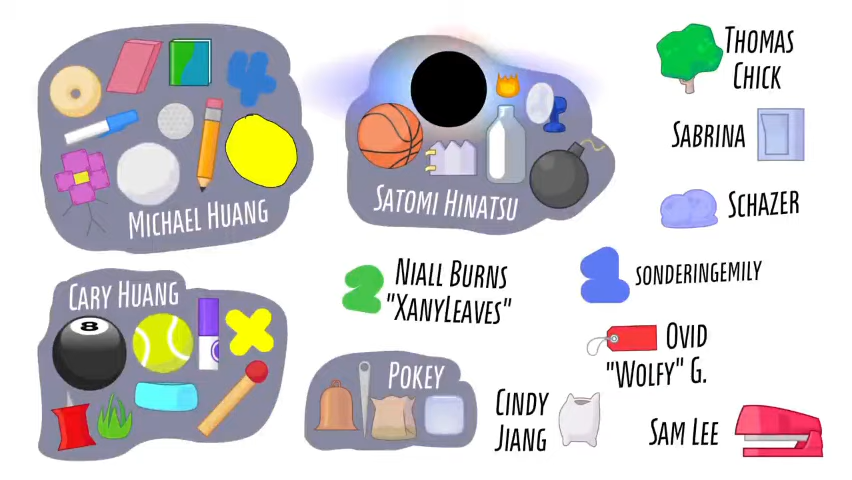 Michael Huang
Satomi Hinatsu
Thomas
Chick
Sabrina
Schazer
Cary Huang
8
Niall Burns
"XanyLeaves"
sonderingemily
Ovid
"Wolfy" G.
Pokey
Cindy
Jiang
Sam Lee